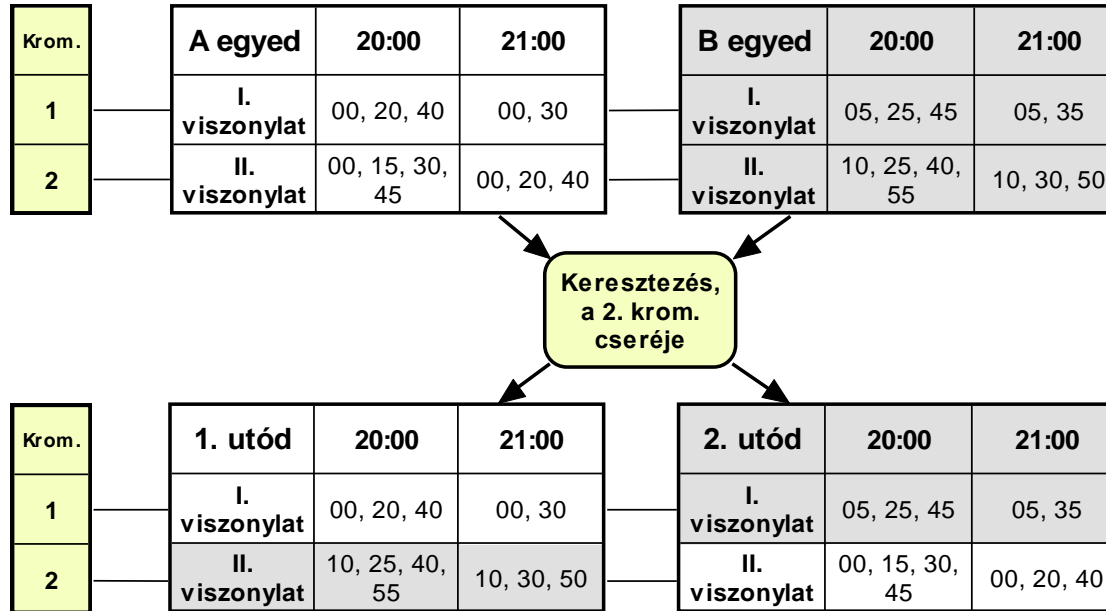 Krom.
1
2
A egyed 20:00 21:00
I.
viszonylat 00, 20, 40 00, 30
II.
viszonylat 00, 15, 30,
45 00, 20, 40
B egyed 20:00 21:00
I.
viszonylat 05, 25, 45 05, 35
II.
viszonylat 10, 25, 40,
55 10, 30, 50
Keresztezés,
a 2. krom.
cseréje
Krom.
1
2
1. utód 20:00 21:00
I.
viszonylat 00, 20, 40 00, 30
II.
viszonylat 10, 25, 40,
55 10, 30, 50
2. utód 20:00 21:00
I.
viszonylat 05, 25, 45 05, 35
II.
viszonylat 00, 15, 30,
45 00, 20, 40